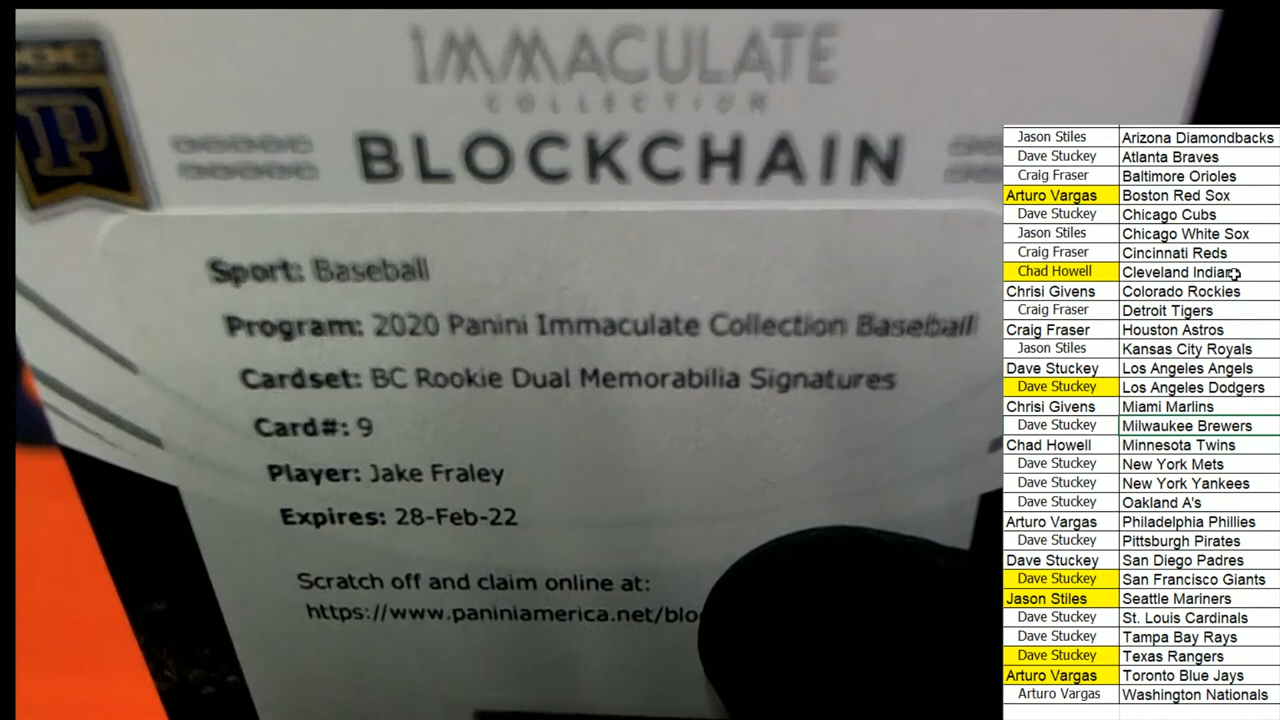 IMMACULATE
COLLECTION
BLOCKCHAIN
P
Sport: Baseball
Program: 2020 Panini Immaculate Collection Baseball
Cardset: BC Rookie Dual Memorabilia Signatures
Card#: 9
Player: Jake Fraley
Expires: 28-Feb-22
Scratch off and claim online at:
https://www.paniniamerica.net/blo
Jason Stiles Arizona Diamondbacks
Dave Stuckey Atlanta Braves
Craig Fraser Baltimore Orioles
Arturo Vargas Boston Red Sox
Dave Stuckey Chicago Cubs
Jason Stiles Chicago White Sox
Craig Fraser Cincinnati Reds
Chad Howell Cleveland Indians
Chrisi Givens Colorado Rockies
Craig Fraser Detroit Tigers
Craig Fraser Houston Astros
Jason Stiles Kansas City Royals
Dave Stuckey Los Angeles Angels
Dave Stuckey Los Angeles Dodgers
Chrisi Givens Miami Marlins
Dave Stuckey Milwaukee Brewers
Chad Howell Minnesota Twins
Dave Stuckey New York Mets
Dave Stuckey New York Yankees
Dave Stuckey Oakland A's
Arturo Vargas Philadelphia Phillies
Dave Stuckey Pittsburgh Pirates
Dave Stuckey San Diego Padres
Dave Stuckey San Francisco Giants
Jason Stiles Seattle Mariners
Dave Stuckey St. Louis Cardinals
Dave Stuckey Tampa Bay Rays
Dave Stuckey Texas Rangers
Arturo Vargas Toronto Blue Jays
Arturo Vargas Washington Nationals